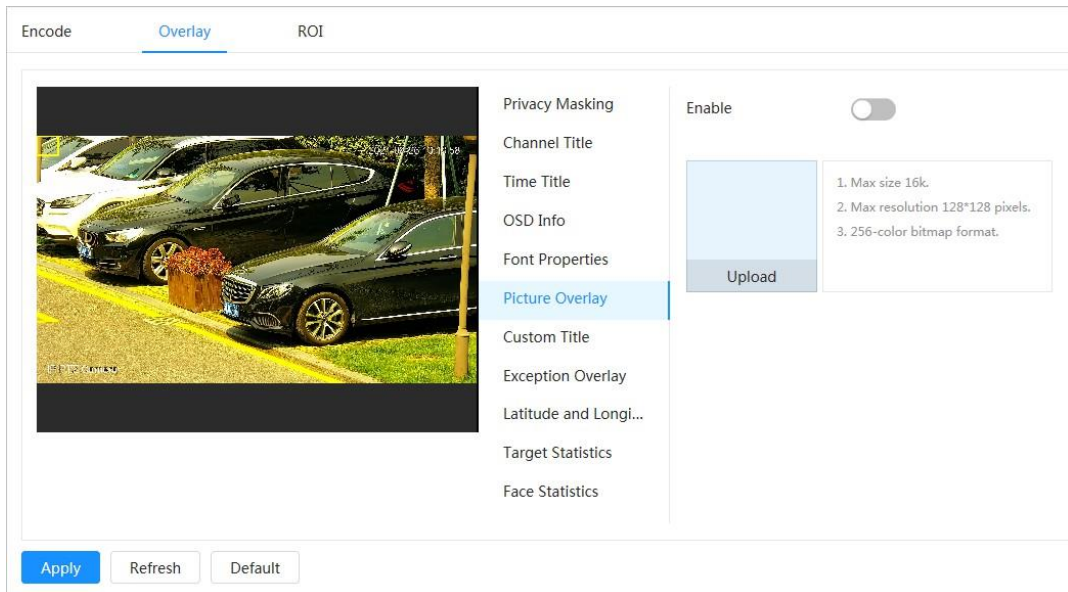 Encode Overlay ROI
Privacy Masking
Channel Title
Time Title
OSD Info
Font Properties
Picture Overlay
Custom Title
Exception Overlay
Latitude and Longi...
Target Statistics
Face Statistics
Enable
1. Max size 16k.
2. Max resolution 128*128 pixels.
3. 256-color bitmap format.
Upload
Apply Refresh Default